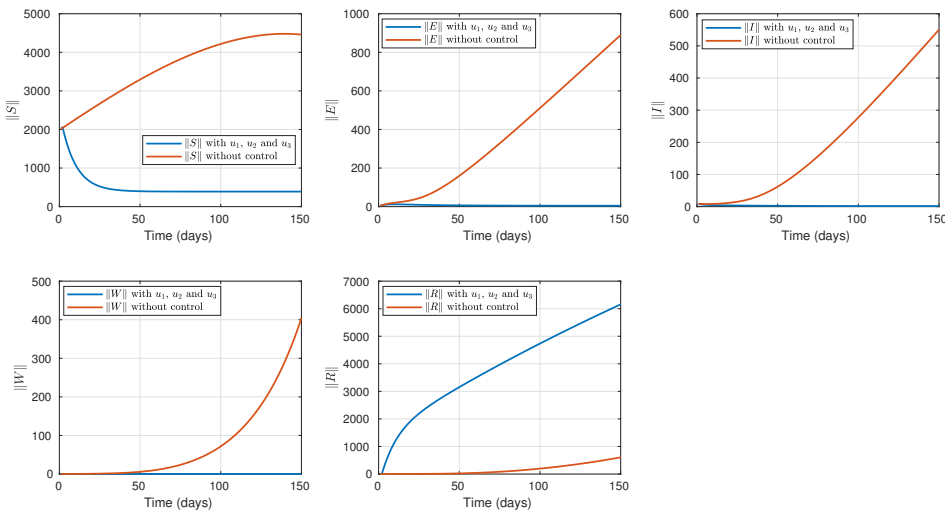 5000
4000
3000
2000
1000
0
0
50
100
150
‖S‖
Time (days)
‖S‖ with u₁, u₂ and u₃
‖S‖ without control
1000
800
600
400
200
0
0
50
100
150
‖E‖
Time (days)
‖E‖ with u₁, u₂ and u₃
‖E‖ without control
600
500
400
300
200
100
0
0
50
100
150
‖I‖
Time (days)
‖I‖ with u₁, u₂ and u₃
‖I‖ without control
500
400
300
200
100
0
0
50
100
150
‖W‖
Time (days)
‖W‖ with u₁, u₂ and u₃
‖W‖ without control
7000
6000
5000
4000
3000
2000
1000
0
0
50
100
150
‖R‖
Time (days)
‖R‖ with u₁, u₂ and u₃
‖R‖ without control